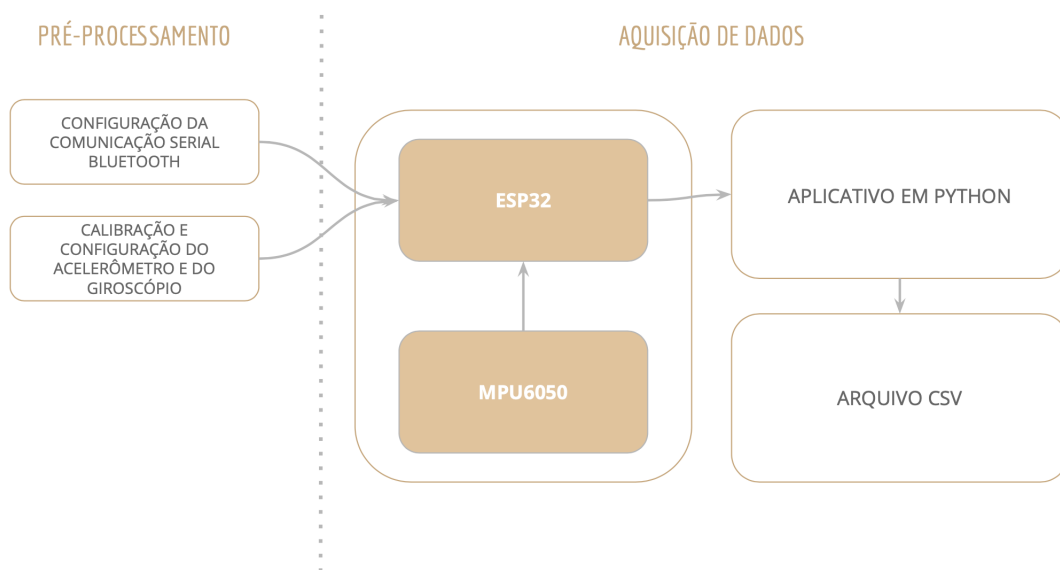 PRÉ-PROCESSAMENTO
AQUISIÇÃO DE DADOS
CONFIGURAÇÃO DA
COMUNICAÇÃO SERIAL
BLUETOOTH
CALIBRAÇÃO E
CONFIGURAÇÃO DO
ACELERÔMETRO E DO
GIROSCÓPIO
ESP32
MPU6050
APLICATIVO EM PYTHON
ARQUIVO CSV